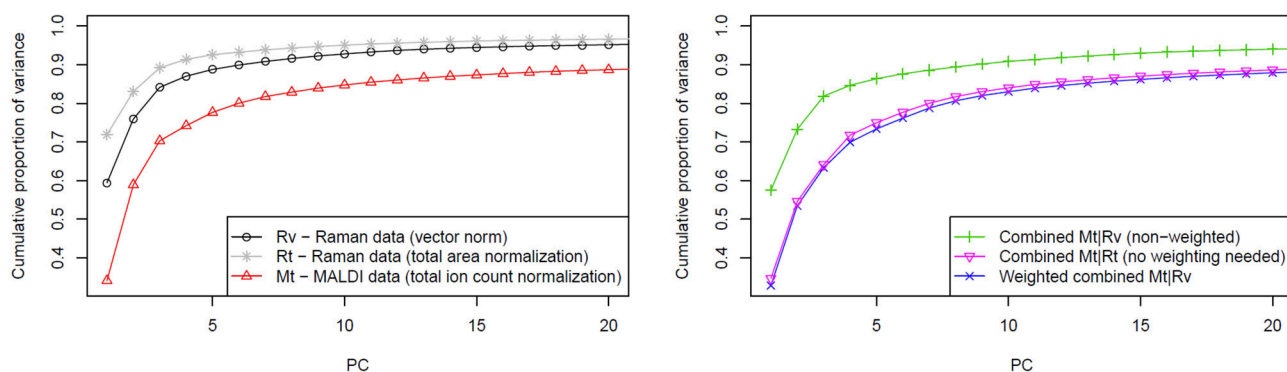 Cumulative proportion of variance
1.0
0.9
0.8
0.7
0.6
0.5
0.4
Rv − Raman data (vector norm)
Rt − Raman data (total area normalization)
Mt − MALDI data (total ion count normalization)
5
10
15
20
PC
Cumulative proportion of variance
1.0
0.9
0.8
0.7
0.6
0.5
0.4
Combined Mt|Rv (non−weighted)
Combined Mt|Rt (no weighting needed)
Weighted combined Mt|Rv
5
10
15
20
PC